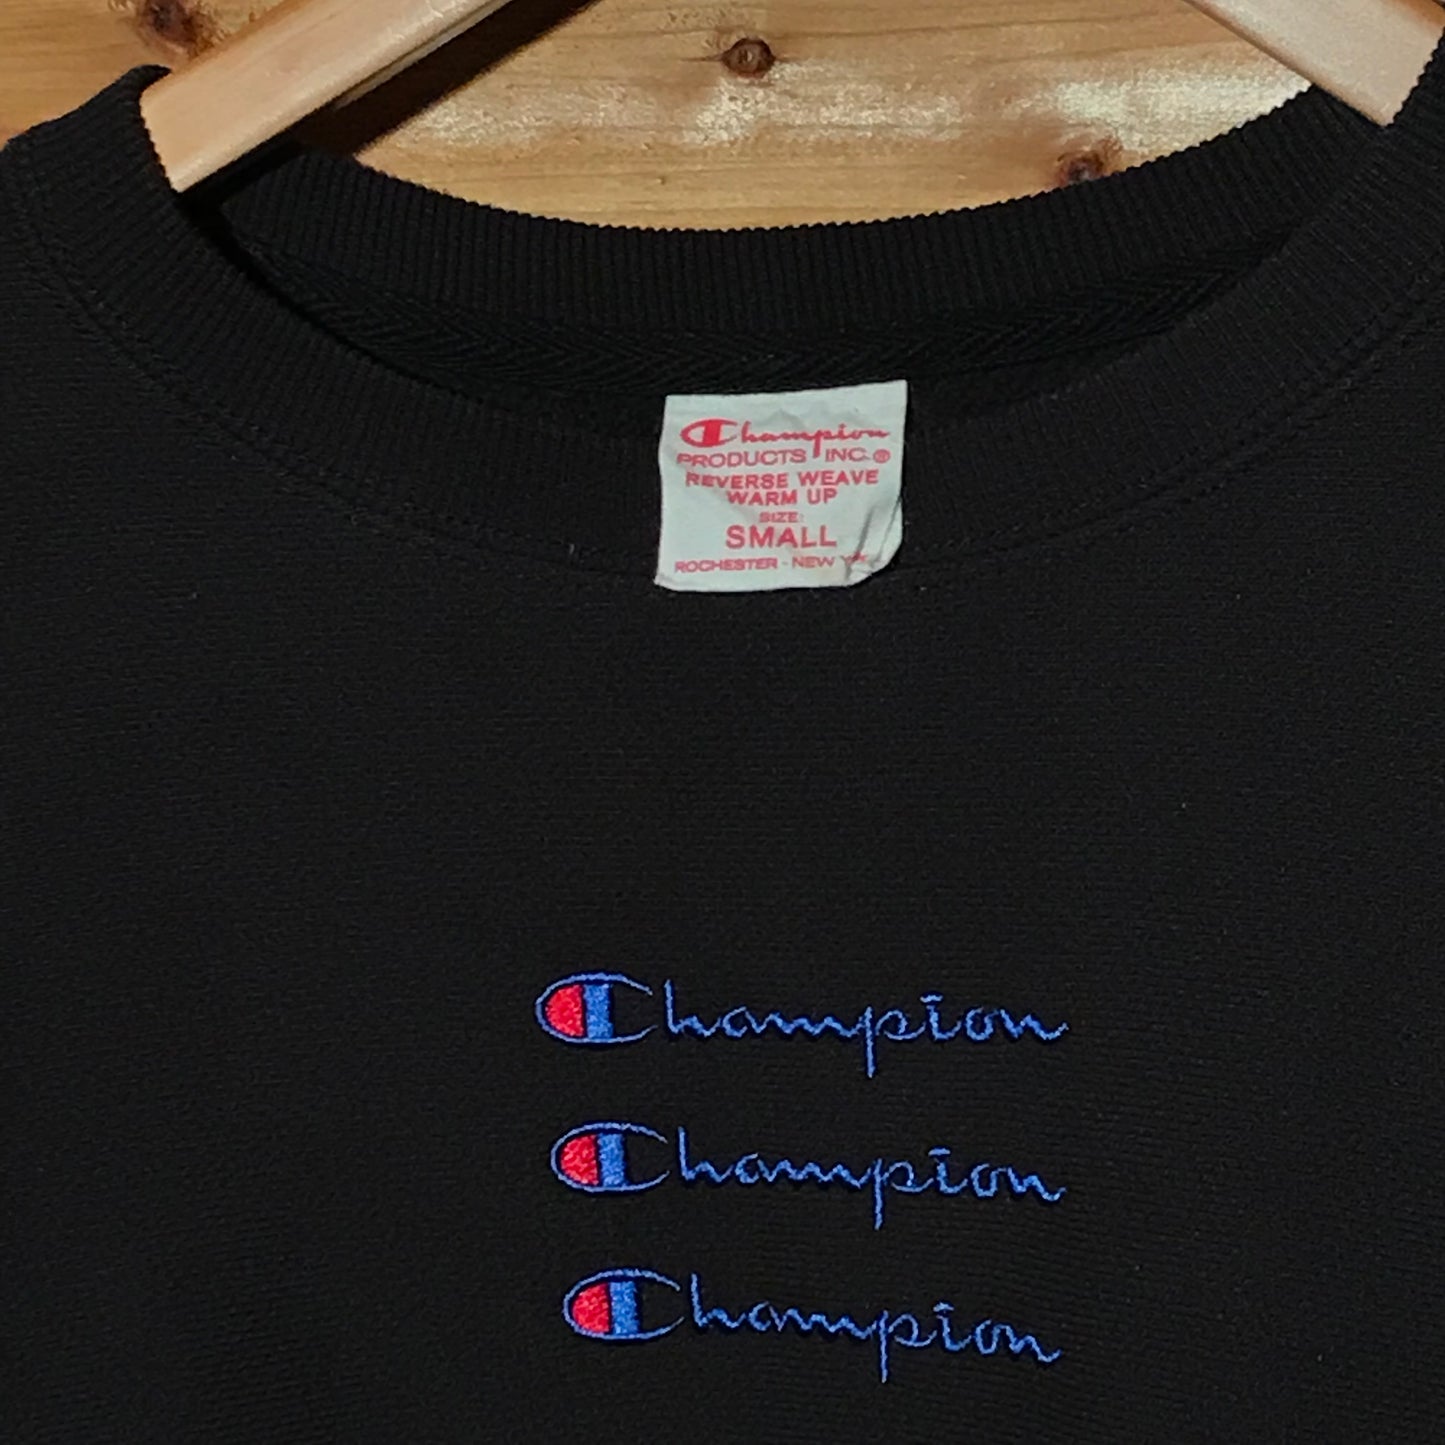 Champion
PRODUCTS INC.®
REVERSE WEAVE
WARM UP
SIZE:
SMALL
ROCHESTER - NEW
Champion
Champion
Champion